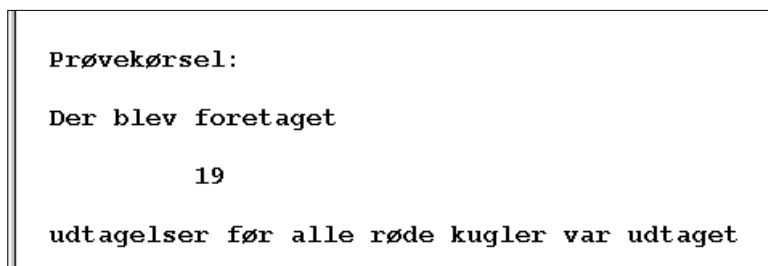 Prøvekørsel:
Der blev foretaget
19
udtagelser før alle røde kugler var udtaget